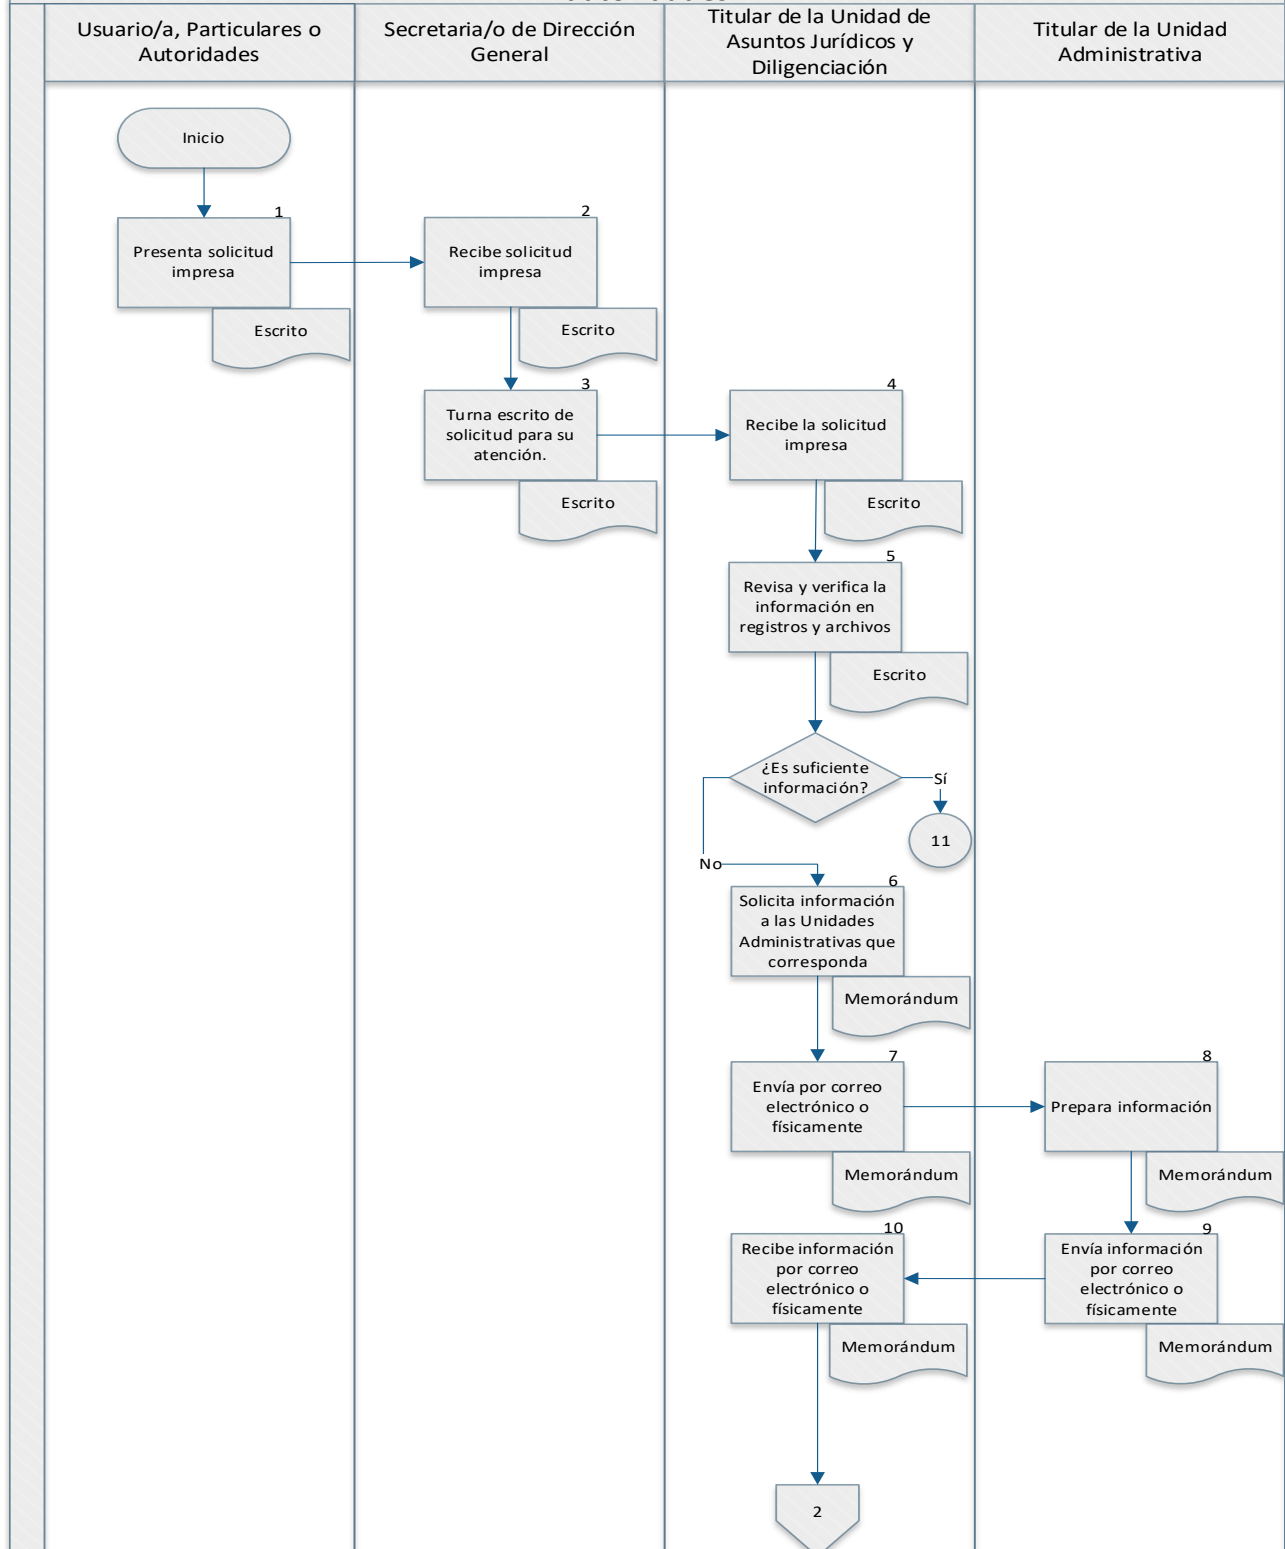 Usuario/a, Particulares o
Autoridades
Secretaria/o de Dirección
General
Titular de la Unidad de
Asuntos Jurídicos y
Diligenciación
Titular de la Unidad
Administrativa
Inicio
1
Presenta solicitud
impresa
Escrito
2
Recibe solicitud
impresa
Escrito
3
Turna escrito de
solicitud para su
atención.
Escrito
4
Recibe la solicitud
impresa
Escrito
5
Revisa y verifica la
información en
registros y archivos
Escrito
¿Es suficiente
información?
Sí
11
No
6
Solicita información
a las Unidades
Administrativas que
corresponda
Memorándum
7
Envía por correo
electrónico o
físicamente
Memorándum
8
Prepara información
Memorándum
9
Envía información
por correo
electrónico o
físicamente
Memorándum
10
Recibe información
por correo
electrónico o
físicamente
Memorándum
2